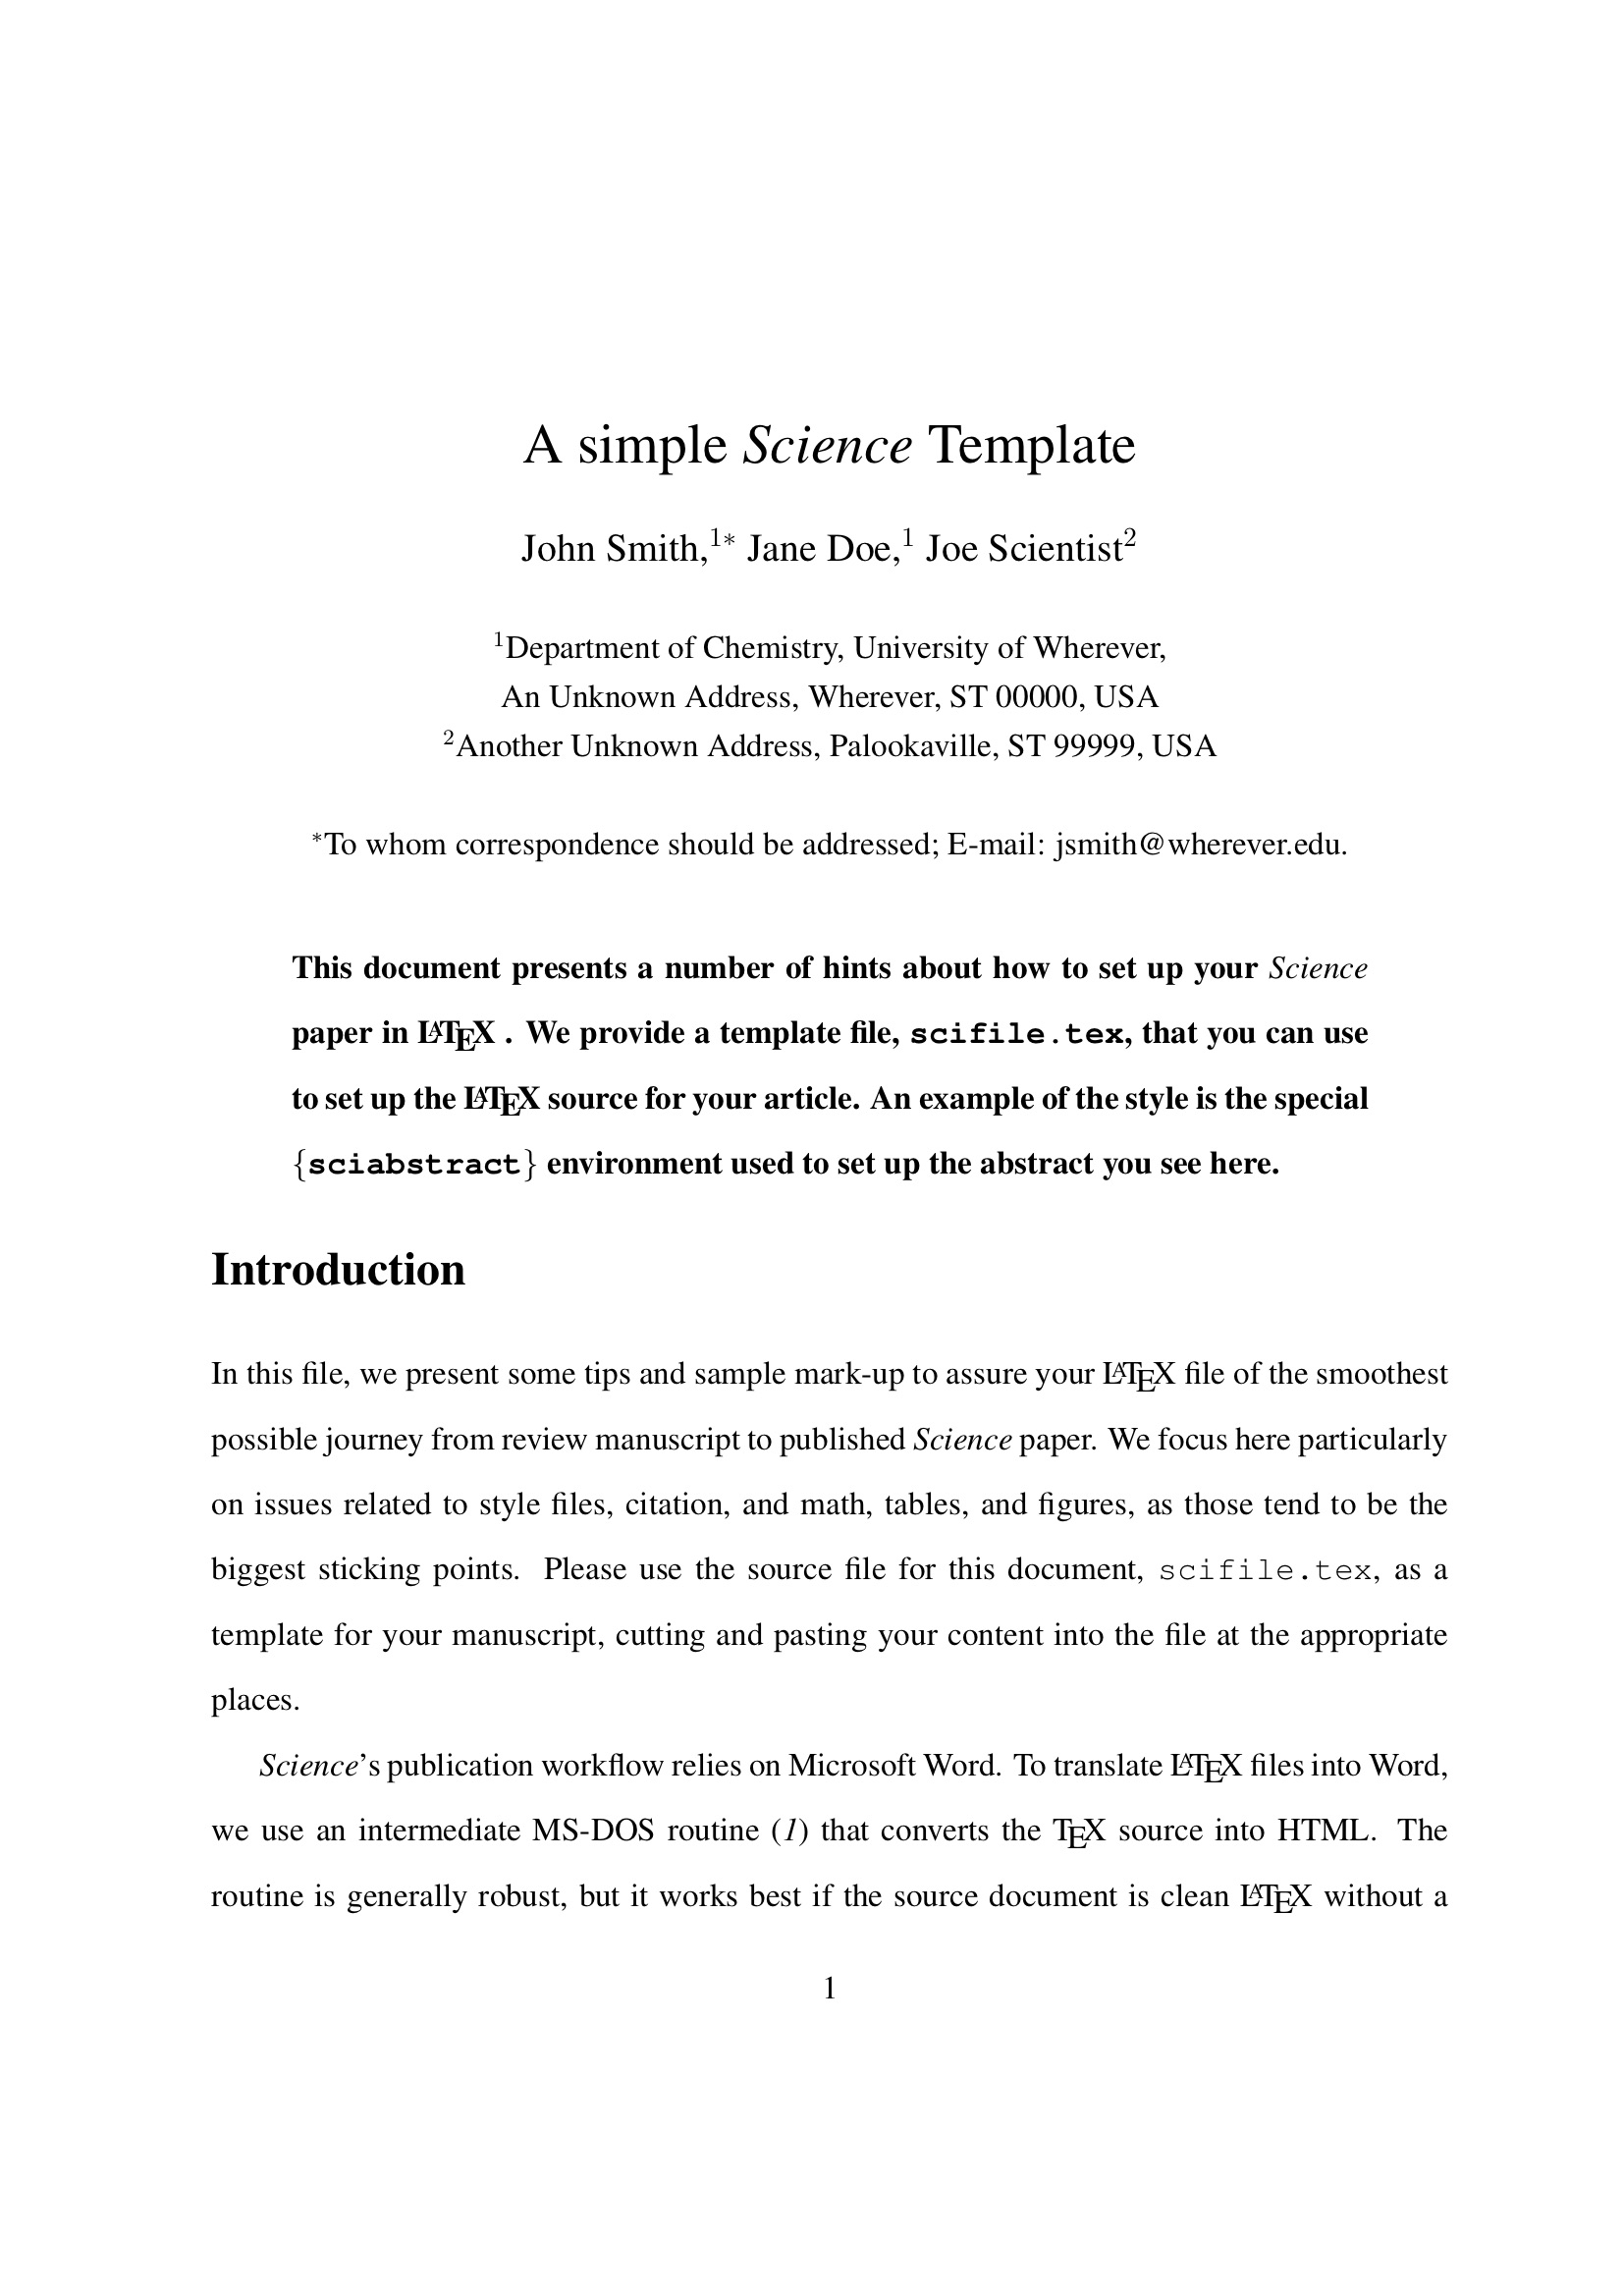 A simple Science Template
John Smith,1∗ Jane Doe,1 Joe Scientist2
1Department of Chemistry, University of Wherever,
An Unknown Address, Wherever, ST 00000, USA
2Another Unknown Address, Palookaville, ST 99999, USA
∗To whom correspondence should be addressed; E-mail: jsmith@wherever.edu.
This document presents a number of hints about how to set up your Science
paper in LATEX . We provide a template file, scifile.tex, that you can use
to set up the LATEX source for your article. An example of the style is the special
{sciabstract} environment used to set up the abstract you see here.
Introduction
In this file, we present some tips and sample mark-up to assure your LATEX file of the smoothest
possible journey from review manuscript to published Science paper. We focus here particularly
on issues related to style files, citation, and math, tables, and figures, as those tend to be the
biggest sticking points. Please use the source file for this document, scifile.tex, as a
template for your manuscript, cutting and pasting your content into the file at the appropriate
places.
Science’s publication workflow relies on Microsoft Word. To translate LATEX files into Word,
we use an intermediate MS-DOS routine (1) that converts the TEX source into HTML. The
routine is generally robust, but it works best if the source document is clean LATEX without a
1